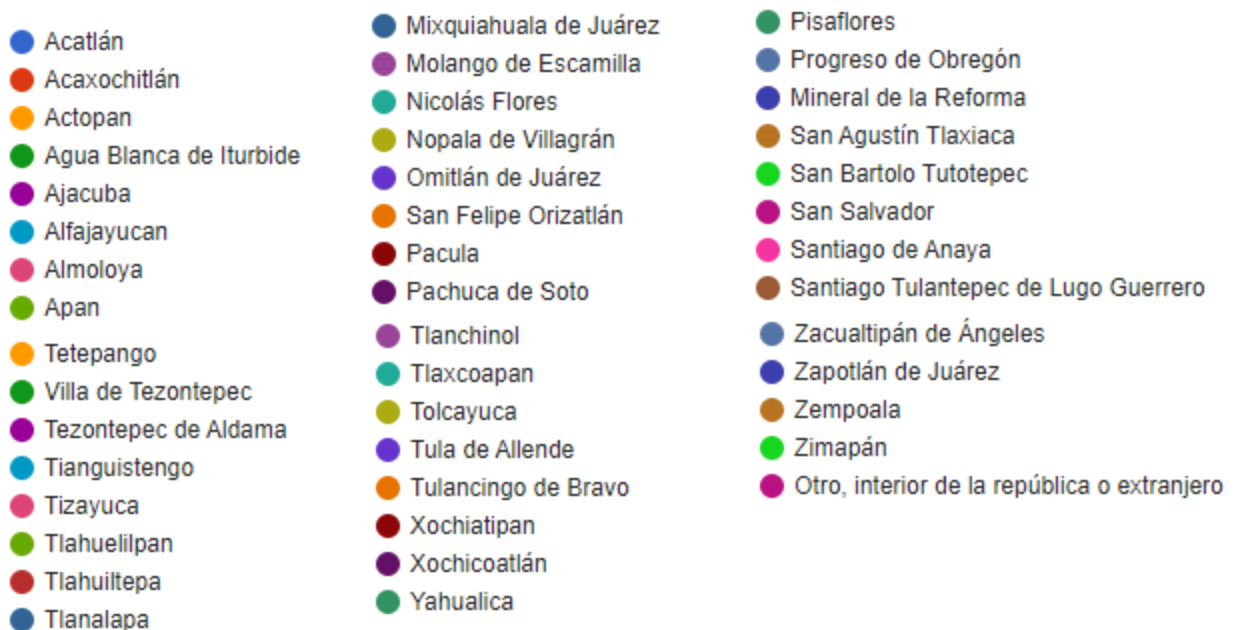 Acatlán
Acaxochitlán
Actopan
Agua Blanca de Iturbide
Ajacuba
Alfajayucan
Almoloya
Apan
Mixquiahuala de Juárez
Molango de Escamilla
Nicolás Flores
Nopala de Villagrán
Omitlán de Juárez
San Felipe Orizatlán
Pacula
Pachuca de Soto
Pisaflores
Progreso de Obregón
Mineral de la Reforma
San Agustín Tlaxiaca
San Bartolo Tutotepec
San Salvador
Santiago de Anaya
Santiago Tulantepec de Lugo Guerrero
Tetepango
Villa de Tezontepec
Tezontepec de Aldama
Tianguistengo
Tizayuca
Tlahuelilpan
Tlahuiltepa
Tlanalapa
Tlanchinol
Tlaxcoapan
Tolcayuca
Tula de Allende
Tulancingo de Bravo
Xochiatipan
Xochicoatlán
Yahualica
Zacualtipán de Ángeles
Zapotlán de Juárez
Zempoala
Zimapán
Otro, interior de la república o extranjero